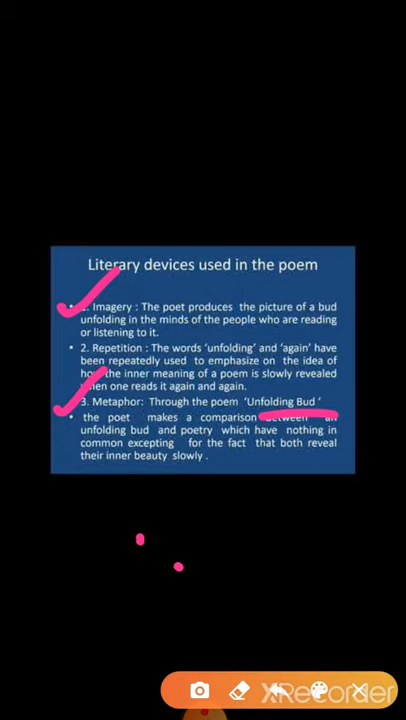 Literary devices used in the poem
• 1. Imagery : The poet produces the picture of a bud
unfolding in the minds of the people who are reading
or listening to it.
• 2. Repetition : The words 'unfolding' and 'again' have
been repeatedly used to emphasize on the idea of
how the inner meaning of a poem is slowly revealed
when one reads it again and again.
• 3. Metaphor: Through the poem 'Unfolding Bud '
• the poet makes a comparison between an
unfolding bud and poetry which have nothing in
common excepting for the fact that both reveal
their inner beauty slowly .
XRecorder